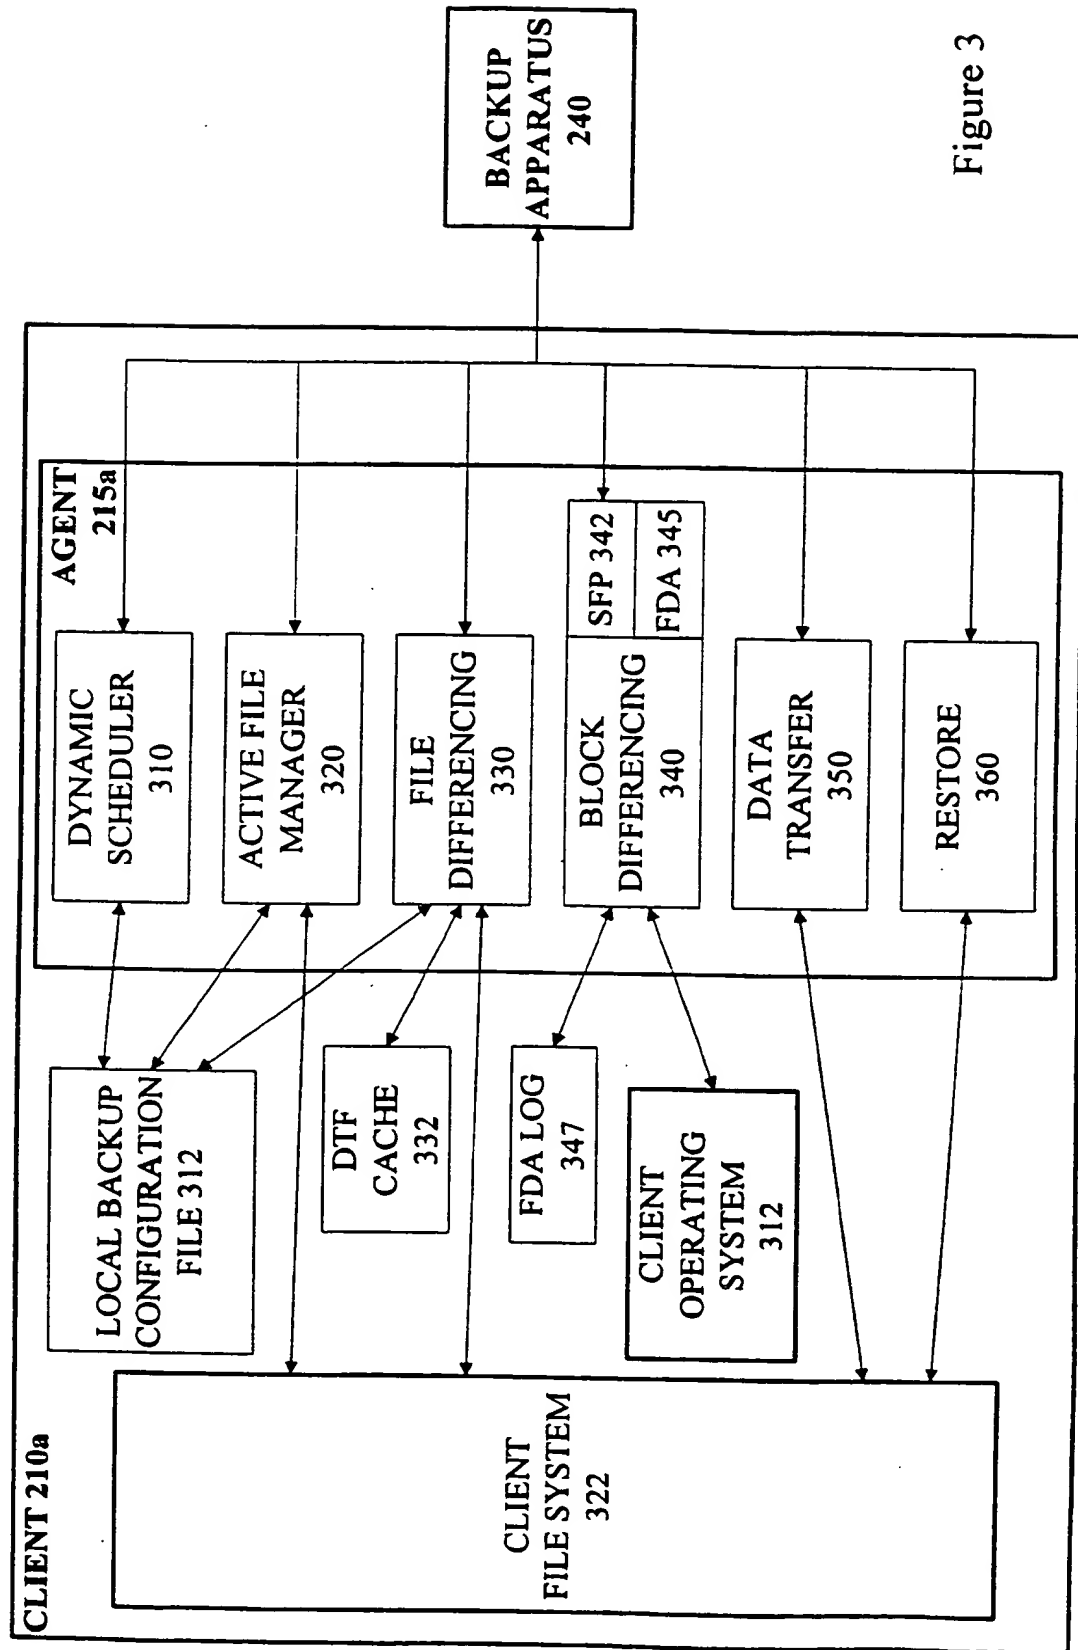 CLIENT 210a
CLIENT
FILE SYSTEM
322
LOCAL BACKUP
CONFIGURATION
FILE 312
DTF
CACHE
332
FDA LOG
347
CLIENT
OPERATING
SYSTEM
312
AGENT
215a
DYNAMIC
SCHEDULER
310
ACTIVE FILE
MANAGER
320
FILE
DIFFERENCING
330
BLOCK
DIFFERENCING
340
SFP 342
FDA 345
DATA
TRANSFER
350
RESTORE
360
BACKUP
APPARATUS
240
Figure 3